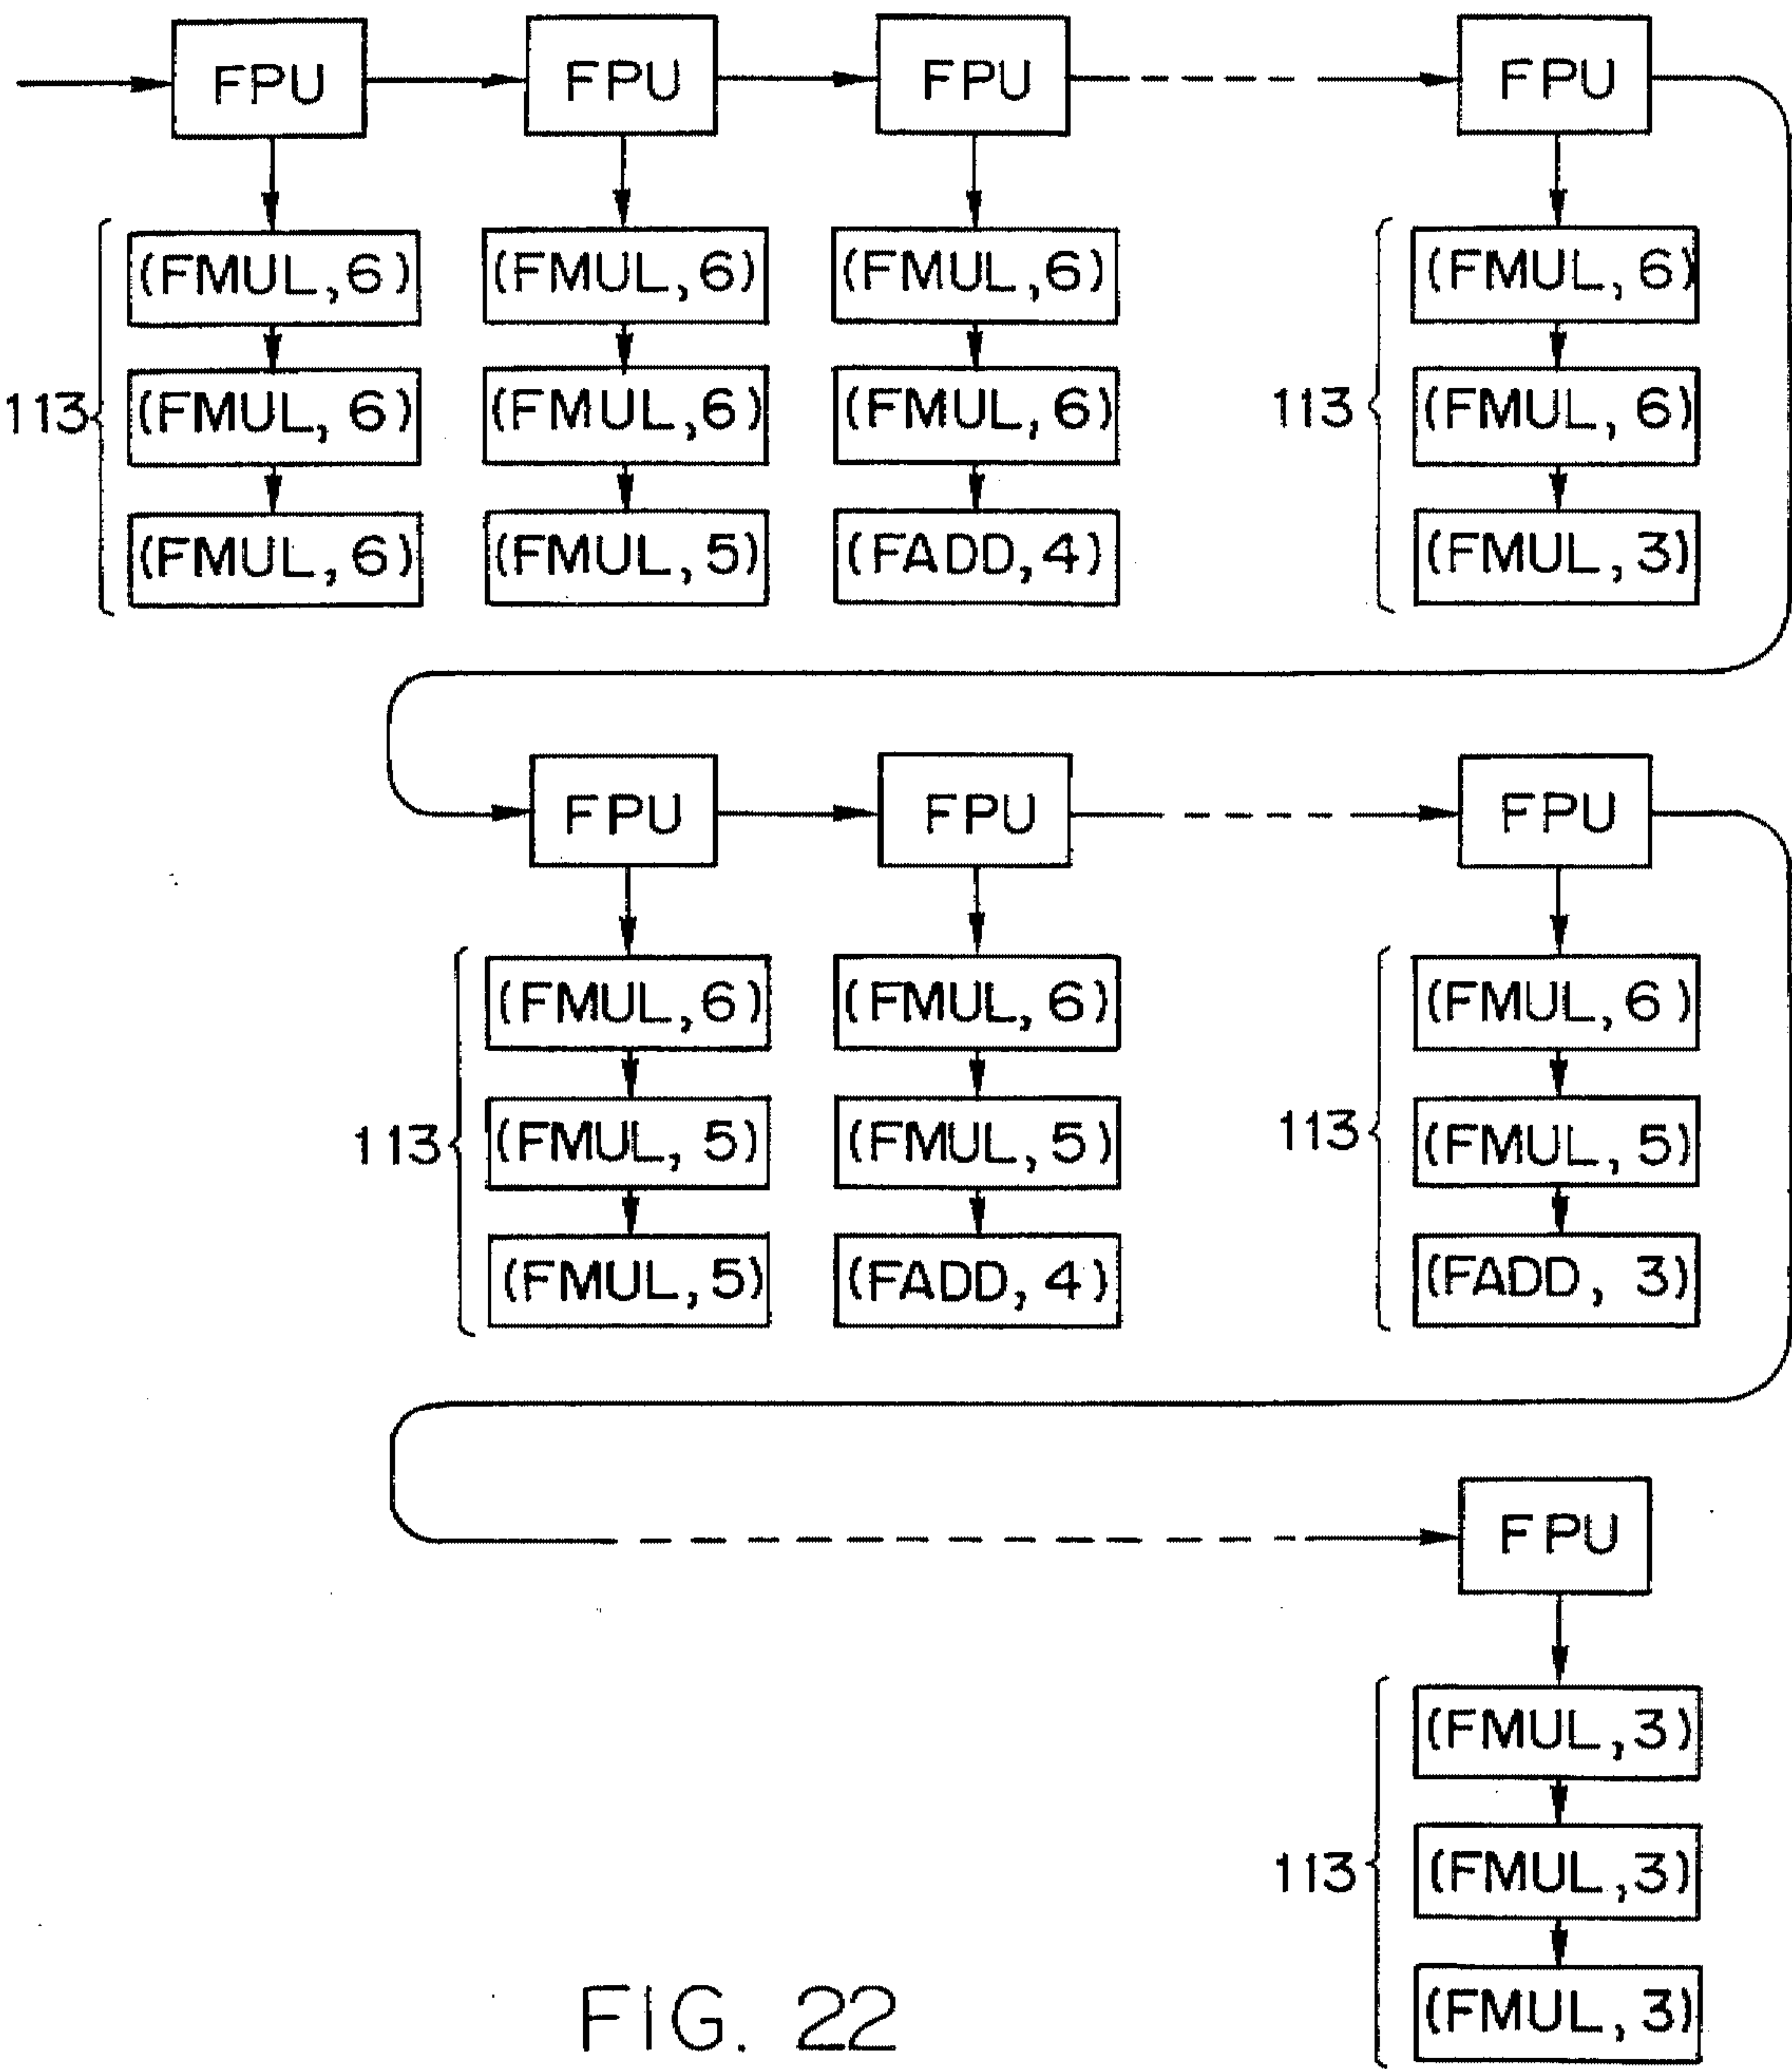 FPU FPU FPU FPU
(FMUL,6) (FMUL,6) (FMUL,6) (FMUL,6)
113 (FMUL,6) (FMUL,6) (FMUL,6) 113 (FMUL,6)
(FMUL,6) (FMUL,5) (FADD,4) (FMUL,3)
FPU FPU FPU
(FMUL,6) (FMUL,6) (FMUL,6)
113 (FMUL,5) (FMUL,5) 113 (FMUL,5)
(FMUL,5) (FADD,4) (FADD,3)
FPU
(FMUL,3)
113 (FMUL,3)
(FMUL,3)
FIG. 22